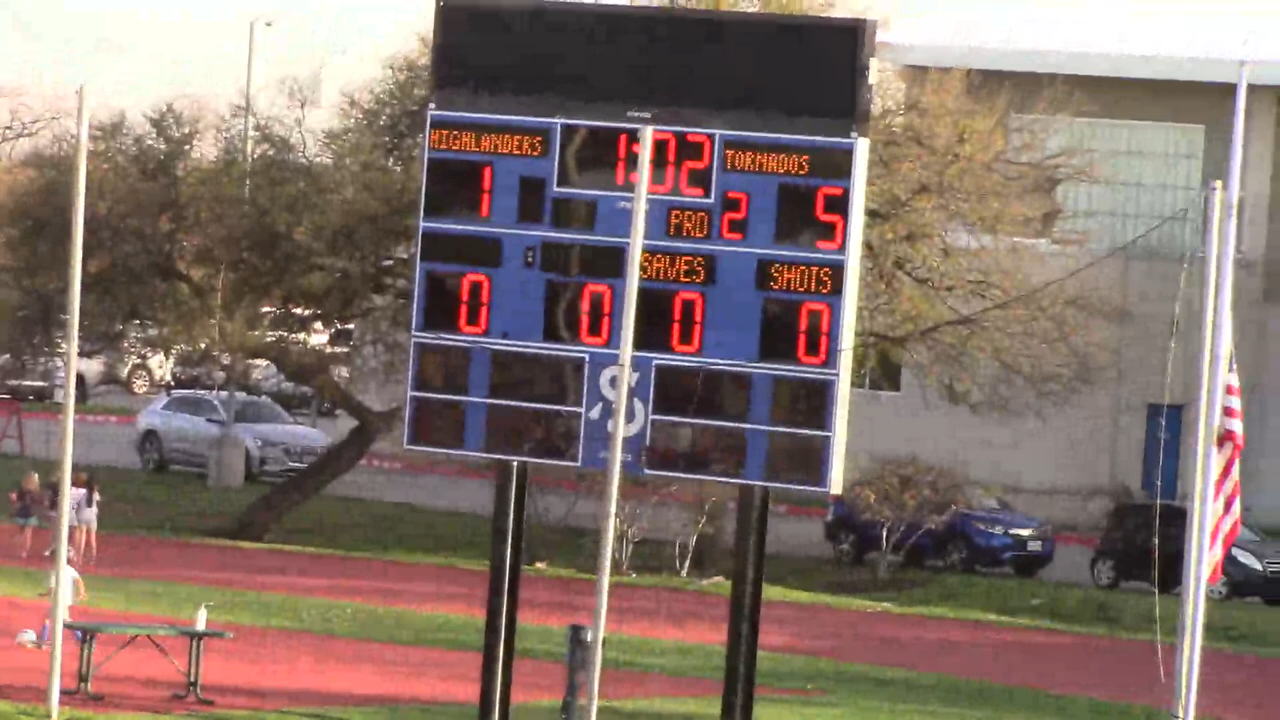 HIGHLANDERS 1:02 TORNADOS
1 PRD 2 5
SAVES SHOTS
0 0 0 0
S